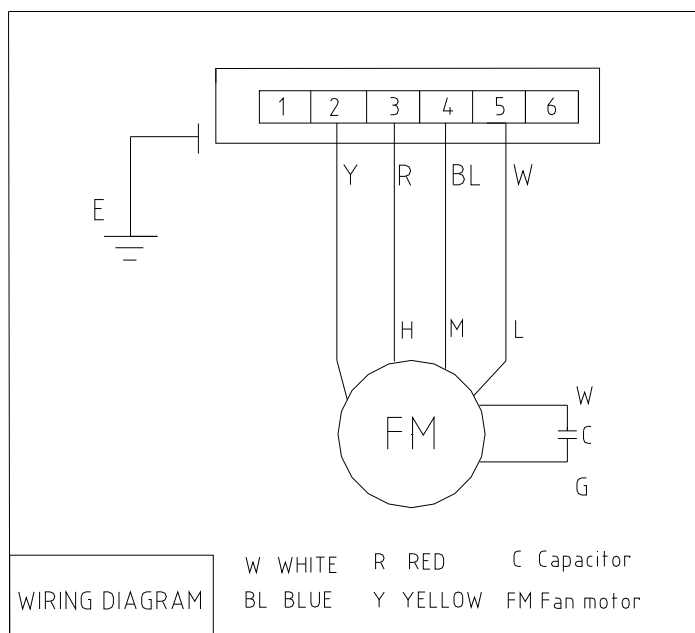 1 2 3 4 5 6
Y R BL W
E
H M L
W
FM C
G
W WHITE R RED C Capacitor
WIRING DIAGRAM BL BLUE Y YELLOW FM Fan motor